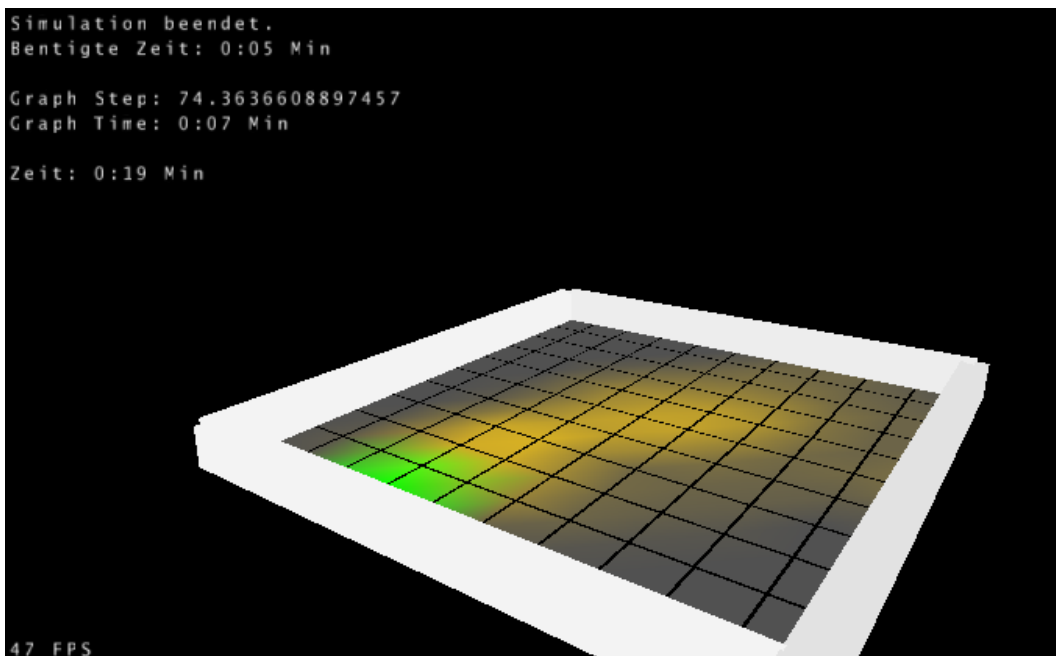 Simulation beendet.
Bentigte Zeit: 0:05 Min
Graph Step: 74.3636608897457
Graph Time: 0:07 Min
Zeit: 0:19 Min
47 FPS